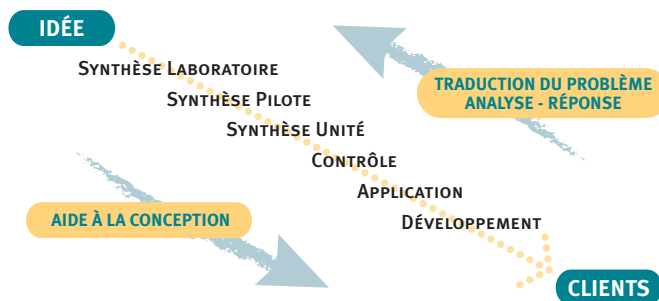 IDÉE
SYNTHÈSE LABORATOIRE
TRADUCTION DU PROBLÈME
ANALYSE - RÉPONSE
SYNTHÈSE PILOTE
SYNTHÈSE UNITÉ
CONTRÔLE
APPLICATION
AIDE À LA CONCEPTION
DÉVELOPPEMENT
CLIENTS